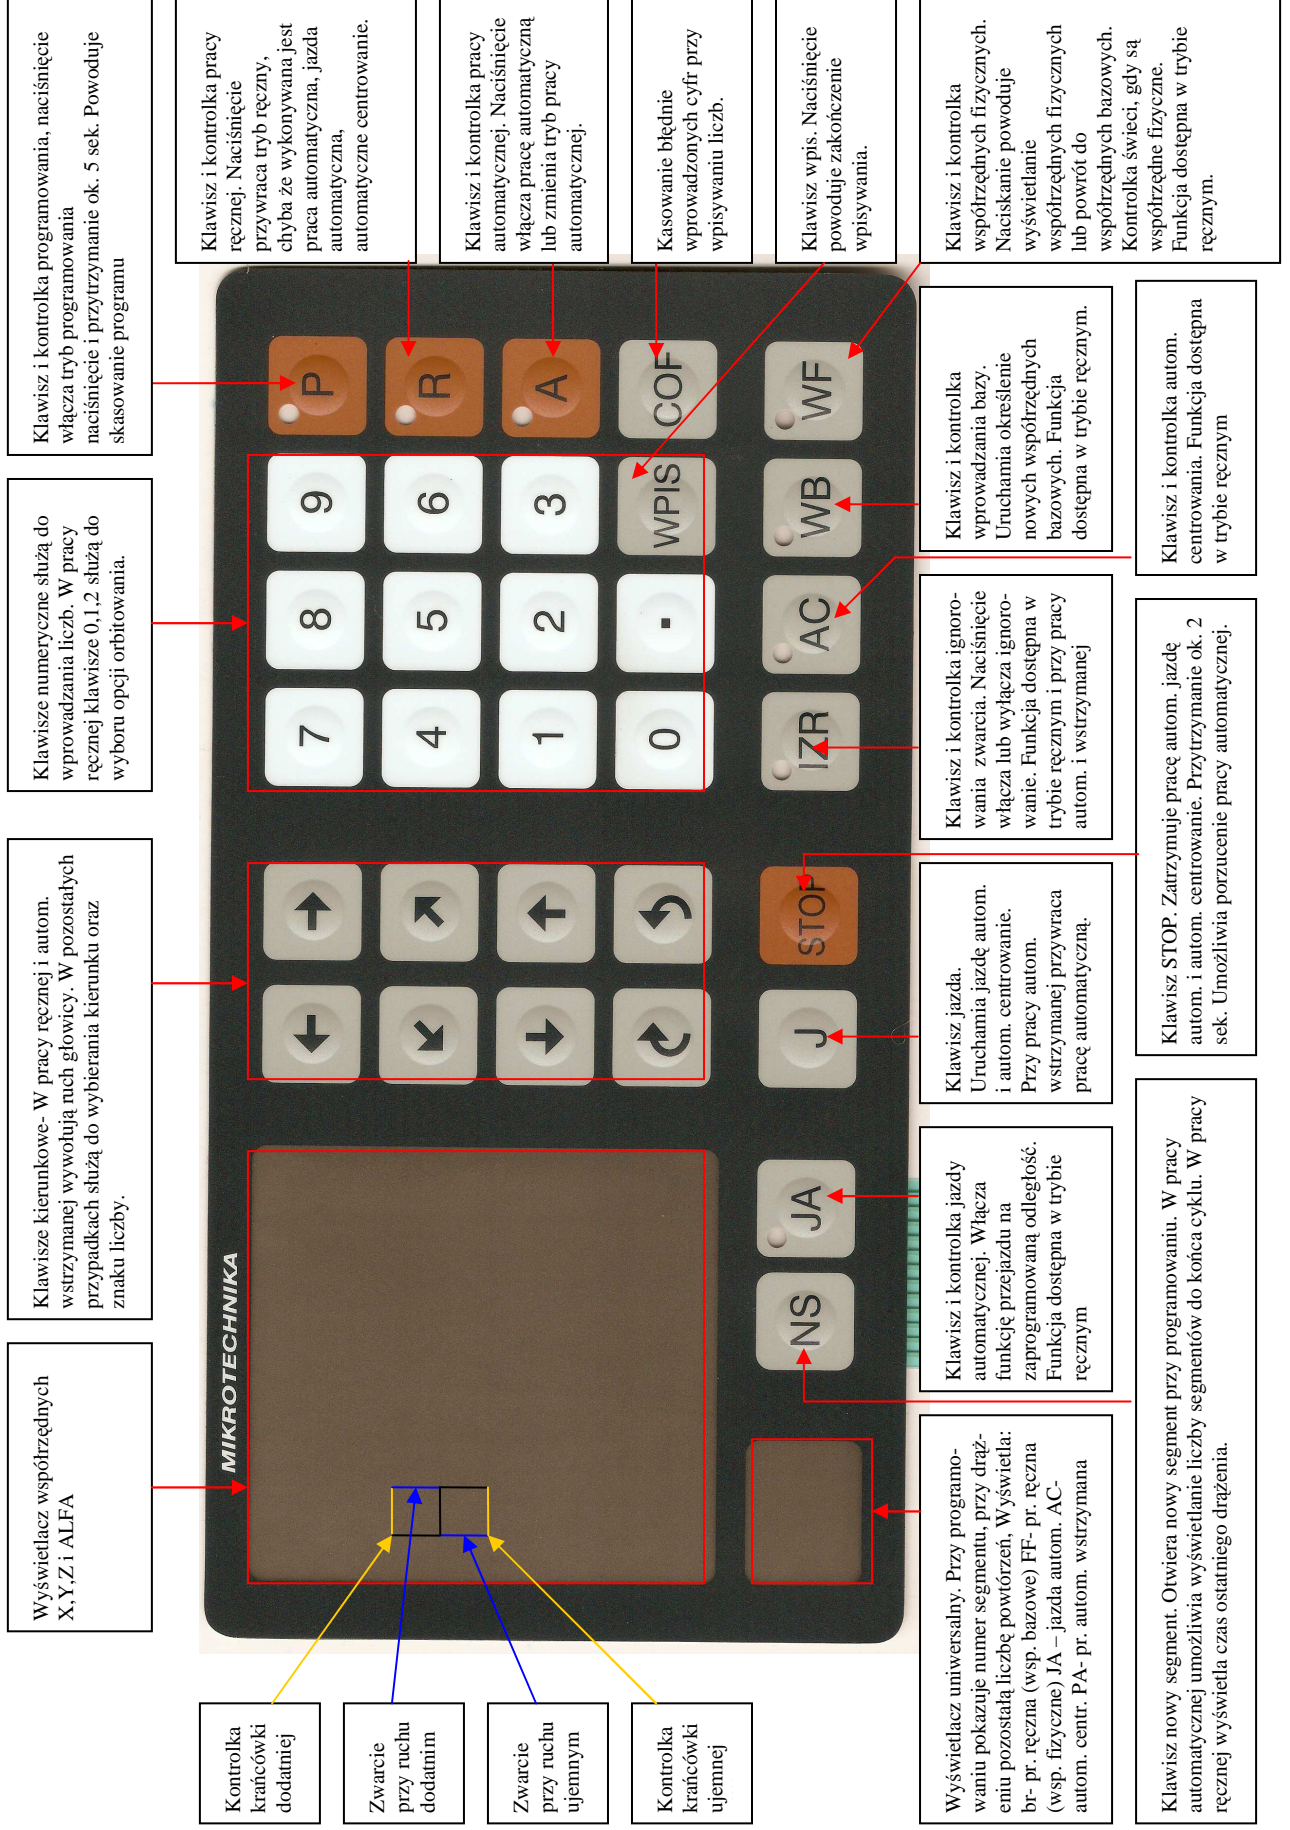 Wyświetlacz współrzędnych
X,Y,Z i ALFA
Klawisze kierunkowe- W pracy ręcznej i autom.
wstrzymanej wywołują ruch głowicy. W pozostałych
przypadkach służą do wybierania kierunku oraz
znaku liczby.
Klawisze numeryczne służą do
wprowadzania liczb. W pracy
ręcznej klawisze 0,1,2 służą do
wyboru opcji orbitowania.
Klawisz i kontrolka programowania, naciśnięcie
włącza tryb programowania
naciśnięcie i przytrzymanie ok. 5 sek. Powoduje
skasowanie programu
Klawisz i kontrolka pracy
ręcznej. Naciśnięcie
przywraca tryb ręczny,
chyba że wykonywana jest
praca automatyczna, jazda
automatyczna,
automatyczne centrowanie.
Klawisz i kontrolka pracy
automatycznej. Naciśnięcie
włącza pracę automatyczną
lub zmienia tryb pracy
automatycznej.
Kasowanie błędnie
wprowadzonych cyfr przy
wpisywaniu liczb.
Klawisz wpis. Naciśnięcie
powoduje zakończenie
wpisywania.
Klawisz i kontrolka
współrzędnych fizycznych.
Naciskanie powoduje
wyświetlanie
współrzędnych fizycznych
lub powrót do
współrzędnych bazowych.
Kontrolka świeci, gdy są
współrzędne fizyczne.
Funkcja dostępna w trybie
ręcznym.
Kontrolka
krańcówki
dodatniej
Zwarcie
przy ruchu
dodatnim
Zwarcie
przy ruchu
ujemnym
Kontrolka
krańcówki
ujemnej
MIKROTECHNIKA
7 8 9 P
4 5 6 R
1 2 3 A
0 . WPIS COF
NS JA J STOP IZR AC WB WF
Wyświetlacz uniwersalny. Przy programo-
waniu pokazuje numer segmentu, przy drąż-
eniu pozostałą liczbę powtórzeń, Wyświetla:
br- pr. ręczna (wsp. bazowe) FF- pr. ręczna
(wsp. fizyczne) JA – jazda autom. AC-
autom. centr. PA- pr. autom. wstrzymana
Klawisz i kontrolka jazdy
automatycznej. Włącza
funkcję przejazdu na
zaprogramowaną odległość.
Funkcja dostępna w trybie
ręcznym
Klawisz jazda.
Uruchamia jazdę autom.
i autom. centrowanie.
Przy pracy autom.
wstrzymanej przywraca
pracę automatyczną.
Klawisz i kontrolka ignoro-
wania zwarcia. Naciśnięcie
włącza lub wyłącza ignoro-
wanie. Funkcja dostępna w
trybie ręcznym i przy pracy
autom. i wstrzymanej
Klawisz i kontrolka
wprowadzania bazy.
Uruchamia określenie
nowych współrzędnych
bazowych. Funkcja
dostępna w trybie ręcznym.
Klawisz nowy segment. Otwiera nowy segment przy programowaniu. W pracy
automatycznej umożliwia wyświetlanie liczby segmentów do końca cyklu. W pracy
ręcznej wyświetla czas ostatniego drążenia.
Klawisz STOP. Zatrzymuje pracę autom. jazdę
autom. i autom. centrowanie. Przytrzymanie ok. 2
sek. Umożliwia porzucenie pracy automatycznej.
Klawisz i kontrolka autom.
centrowania. Funkcja dostępna
w trybie ręcznym